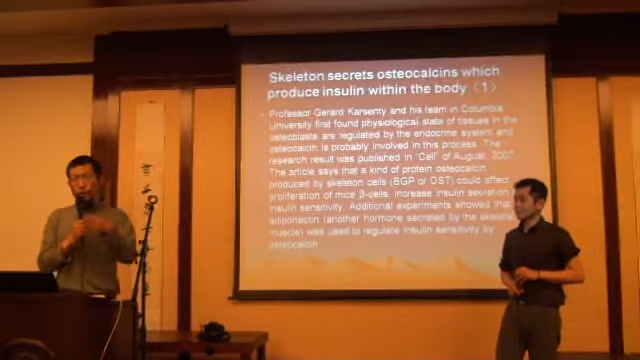 Skeleton secrets osteocalcins which
produce insulin within the body（1）
Professor Gerard Karsenty and his team in Columbia
University first found physiological state of tissues in the
osteoblasts are regulated by the endocrine system and
osteocalcin is probably involved in this process. The
research result was published in "Cell" of August, 2007.
The article says that a kind of protein osteocalcin
produced by skeleton cells (BGP or OST) could affect
proliferation of mice β-cells, increase insulin secretion
insulin sensitivity. Additional experiments showed that
adiponectin (another hormone secreted by the skeletal
muscle) was used to regulate insulin sensitivity by
osteocalcin